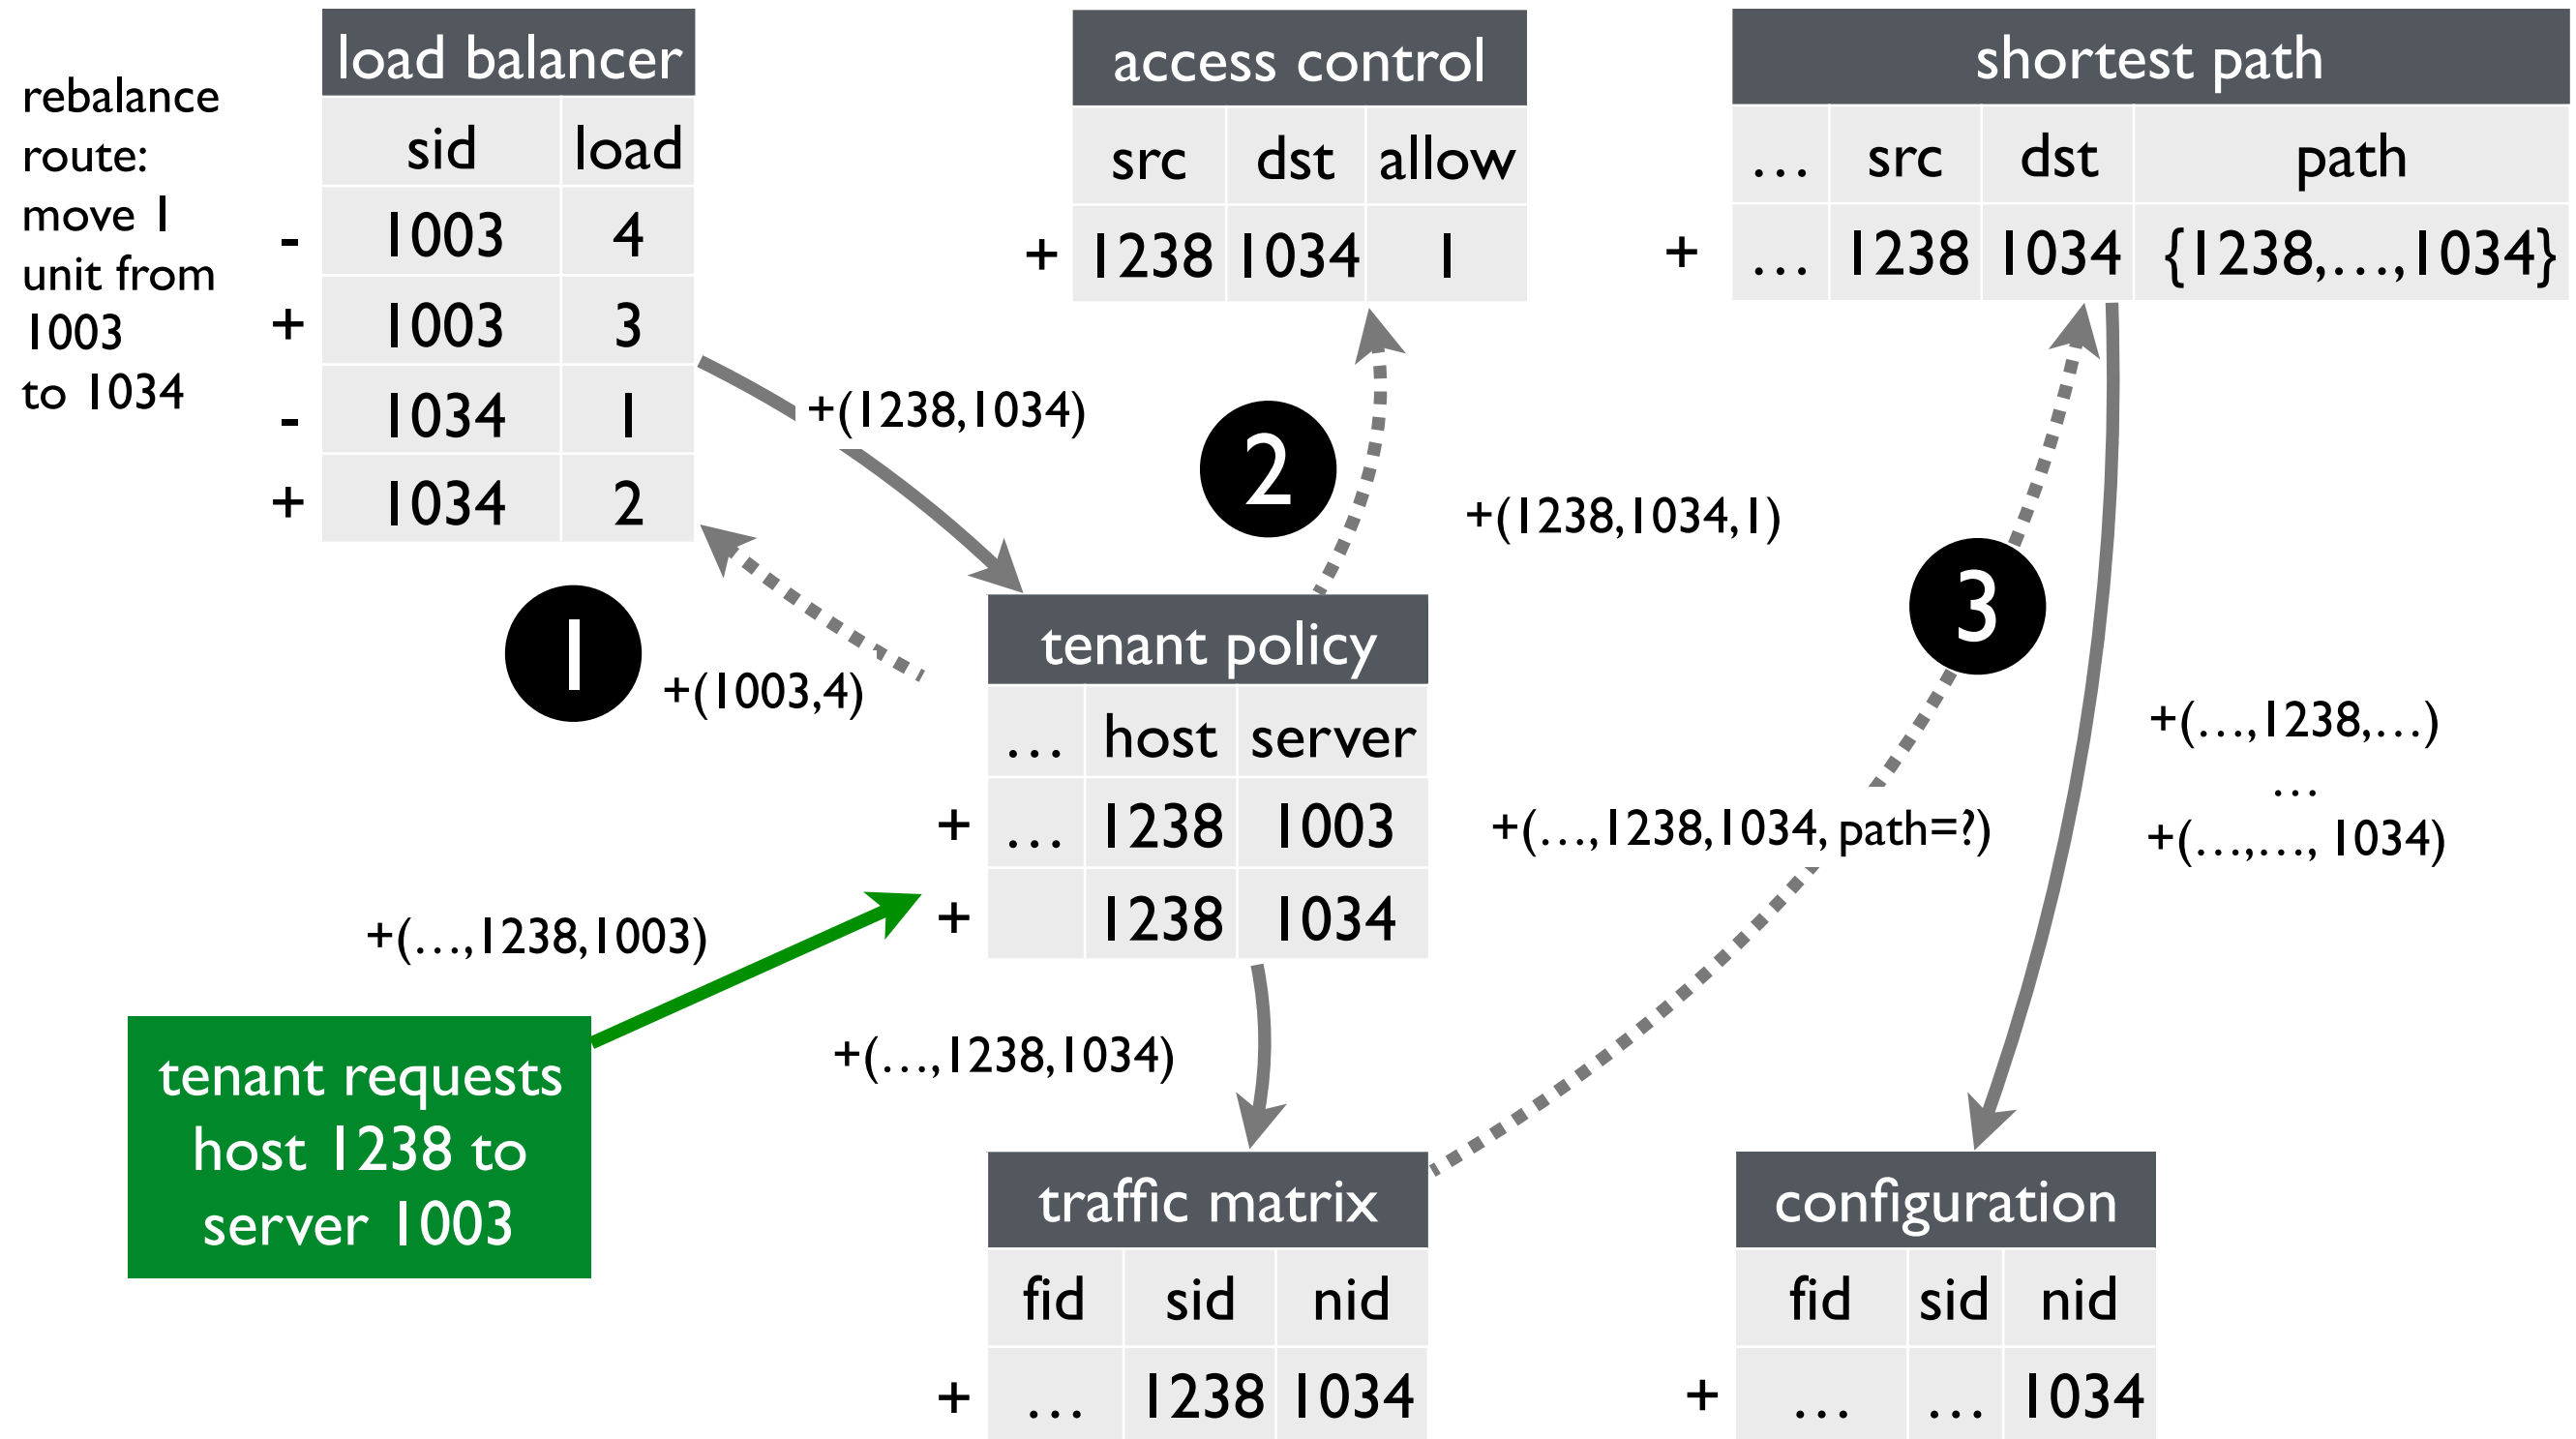 rebalance
route:
move 1
unit from
1003
to 1034
load balancer
sid load
- 1003 4
+ 1003 3
- 1034 1
+ 1034 2
access control
src dst allow
+ 1238 1034 1
shortest path
... src dst path
+ ... 1238 1034 {1238,...,1034}
+(1238,1034)
2
+(1238,1034,1)
3
1
+(1003,4)
tenant policy
... host server
+ ... 1238 1003
+ 1238 1034
+(...,1238,...)
...
+(...,..., 1034)
+(...,1238,1034, path=?)
+(...,1238,1003)
tenant requests
host 1238 to
server 1003
+(...,1238,1034)
traffic matrix
fid sid nid
+ ... 1238 1034
configuration
fid sid nid
+ ... ... 1034